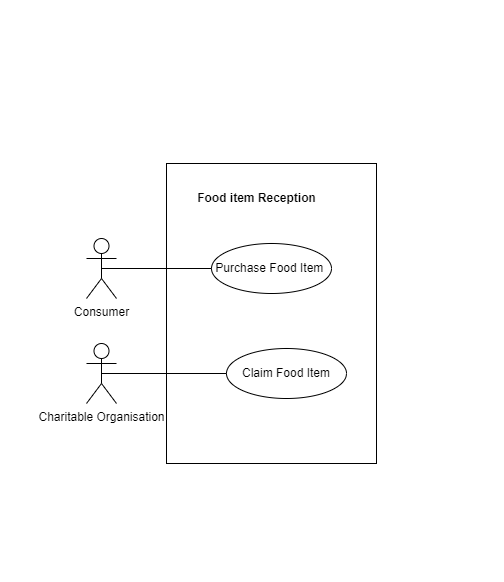 Food item Reception
Purchase Food Item
Consumer
Claim Food Item
Charitable Organisation